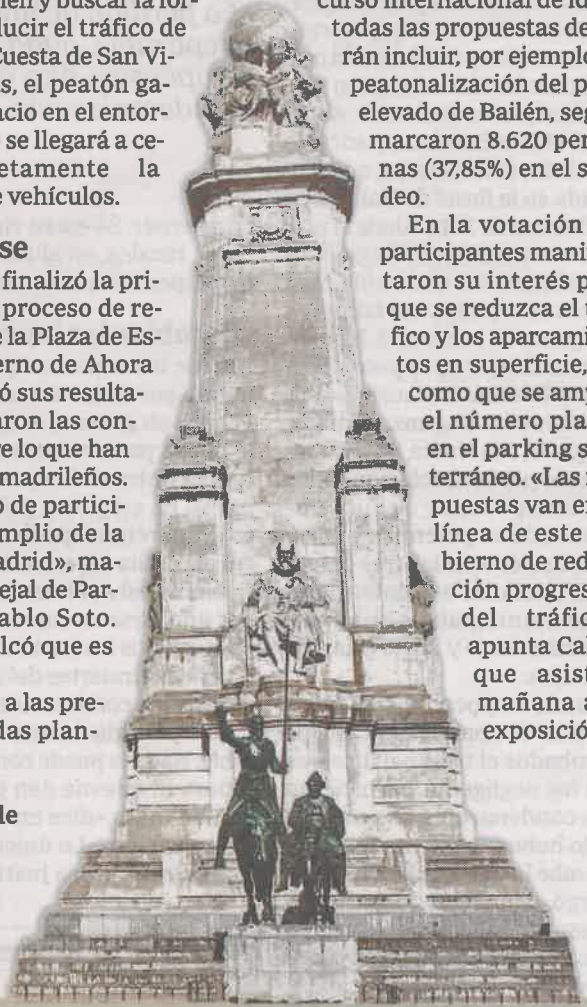 men y buscar la for-
ducir el tráfico de
Cuesta de San Vi-
s, el peatón ga-
acio en el entor-
se llegará a ce-
etamente la
e vehículos.
se
finalizó la pri-
proceso de re-
e la Plaza de Es-
erno de Ahora
ó sus resulta-
aron las con-
re lo que han
madrileños.
o de partici-
mplio de la
adrid», ma-
ejal de Par-
ablo Soto.
lcó que es
a las pre-
das plan-
de
curso internacional de id
todas las propuestas de
rán incluir, por ejemplo
peatonalización del p
elevado de Bailén, seg
marcaron 8.620 per
nas (37,85%) en el s
deo.
En la votación
participantes mani
taron su interés p
que se reduzca el t
fico y los aparcami
tos en superficie,
como que se amp
el número pla
en el parking s
terráneo. «Las
puestas van e
línea de este
bierno de red
ción progres
del tráfic
apunta Cal
que asist
mañana a
exposició